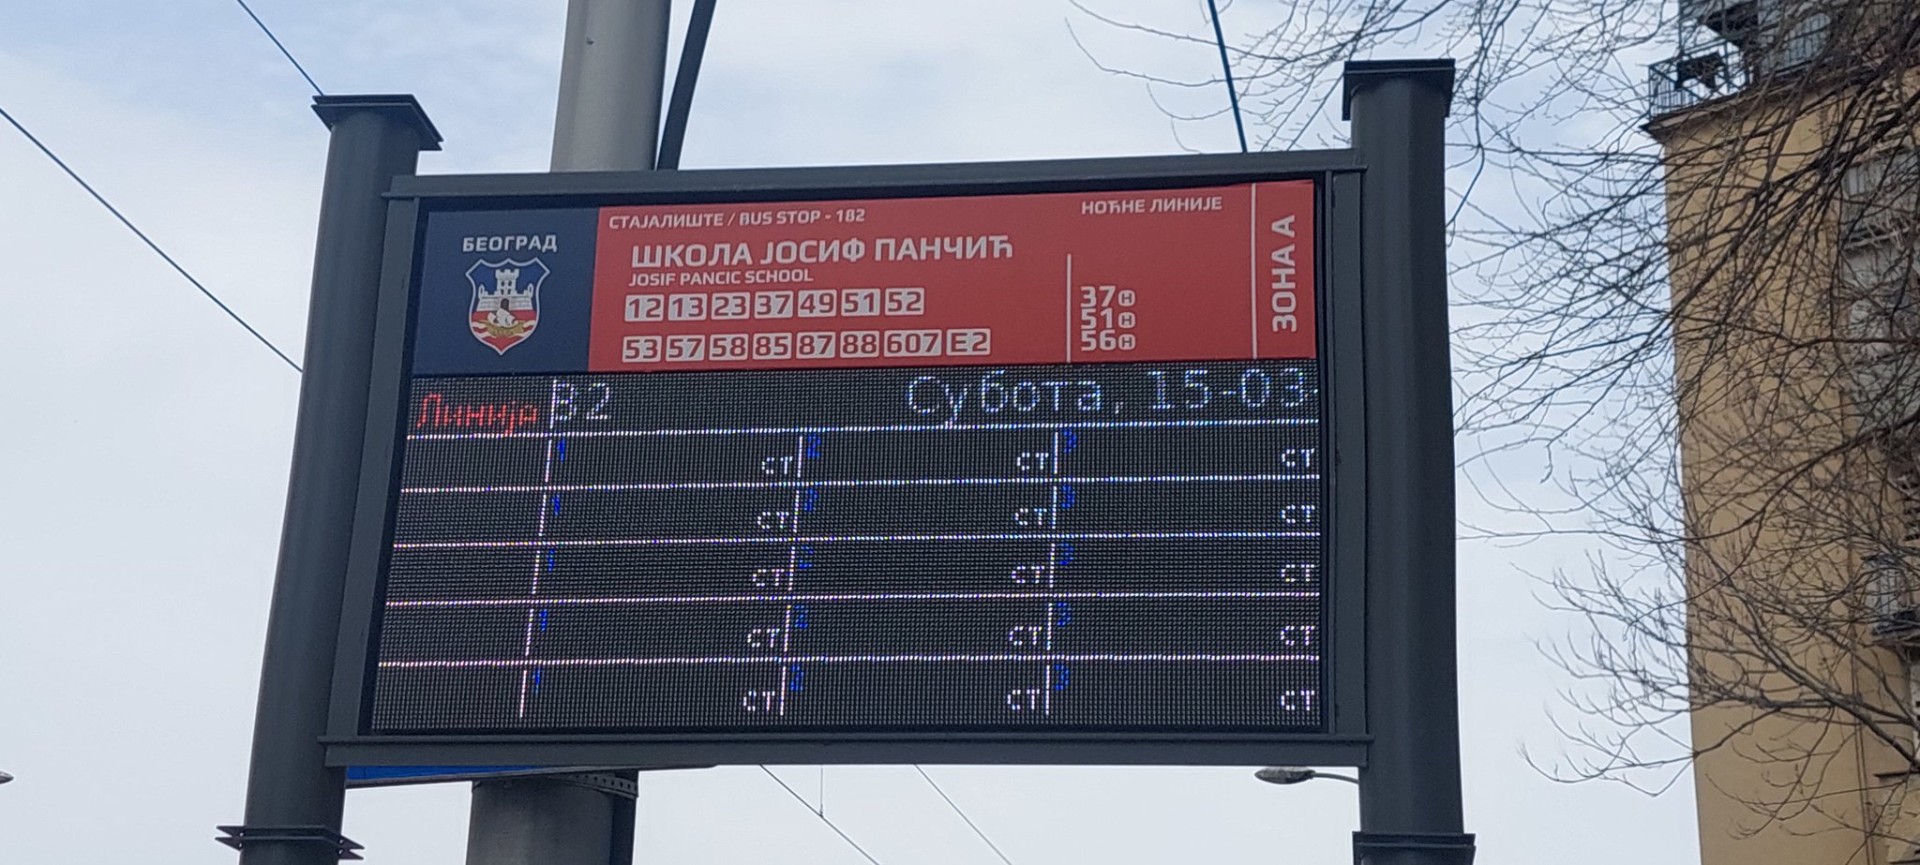 БЕОГРАД
СТАЈАЛИШТЕ / BUS STOP - 182
ШКОЛА ЈОСИФ ПАНЧИЋ
JOSIF PANCIC SCHOOL
12 13 23 37 49 51 52
53 57 58 85 87 88 607 E2
НОЋНЕ ЛИНИЈЕ
37Н
51Н
56Н
ЗОНА А
Линија В2 Субота, 15-03-
1 ст 2 ст 3 ст
1 ст ст 3 ст
1 ст ст 3 ст
1 ст 2 ст 3 ст
1 ст 2 ст 3 ст